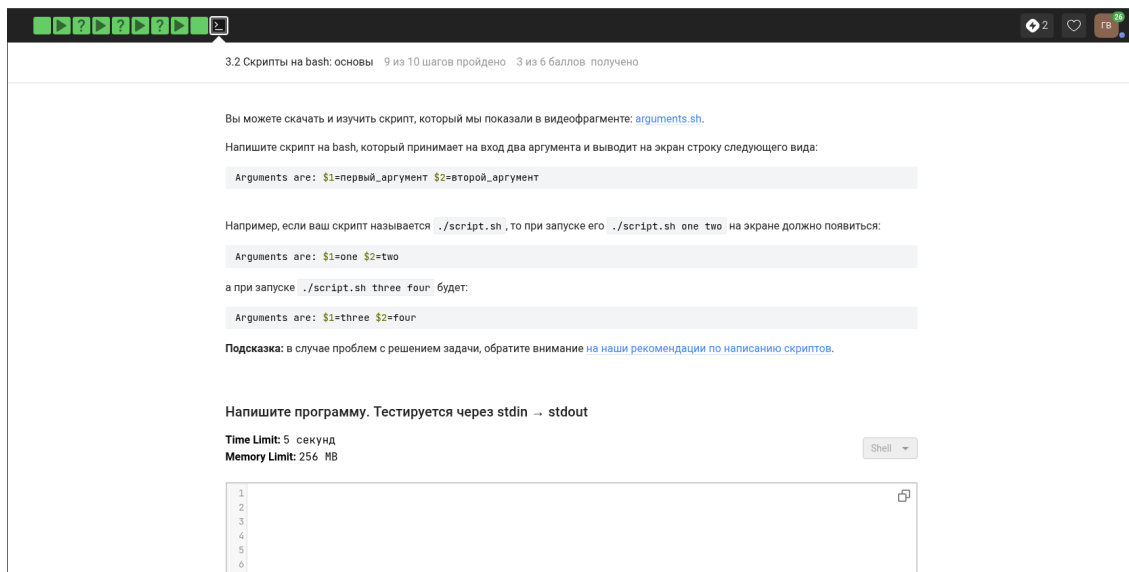 2
ГВ
26
3.2 Скрипты на bash: основы 9 из 10 шагов пройдено 3 из 6 баллов получено
Вы можете скачать и изучить скрипт, который мы показали в видеофрагменте: arguments.sh.
Напишите скрипт на bash, который принимает на вход два аргумента и выводит на экран строку следующего вида:
Arguments are: $1=первый_аргумент $2=второй_аргумент
Например, если ваш скрипт называется ./script.sh , то при запуске его ./script.sh one two на экране должно появиться:
Arguments are: $1=one $2=two
а при запуске ./script.sh three four будет:
Arguments are: $1=three $2=four
Подсказка: в случае проблем с решением задачи, обратите внимание на наши рекомендации по написанию скриптов.
Напишите программу. Тестируется через stdin → stdout
Time Limit: 5 секунд
Memory Limit: 256 MB
Shell
1
2
3
4
5
6